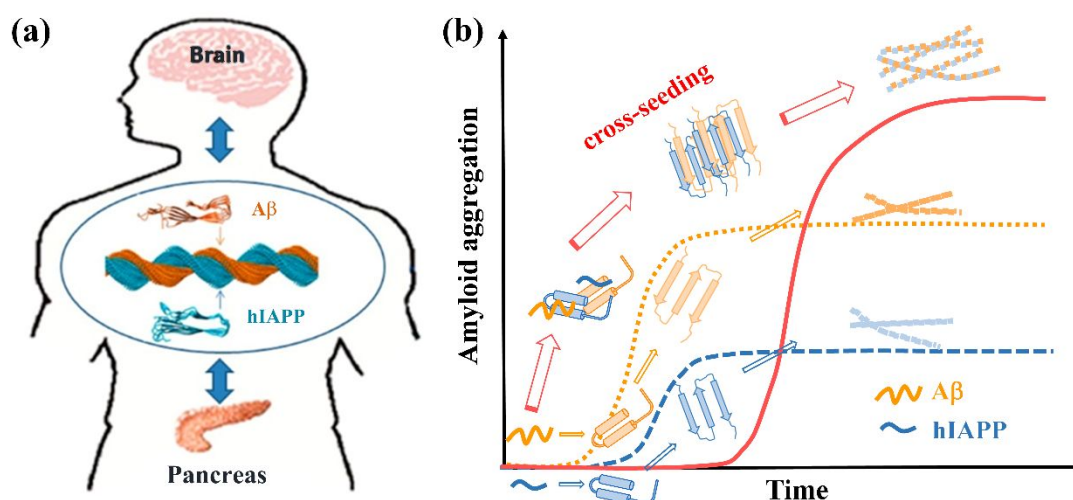 (a)
Brain
Aβ
hIAPP
Pancreas
(b)
Amyloid aggregation
cross-seeding
Aβ
hIAPP
Time